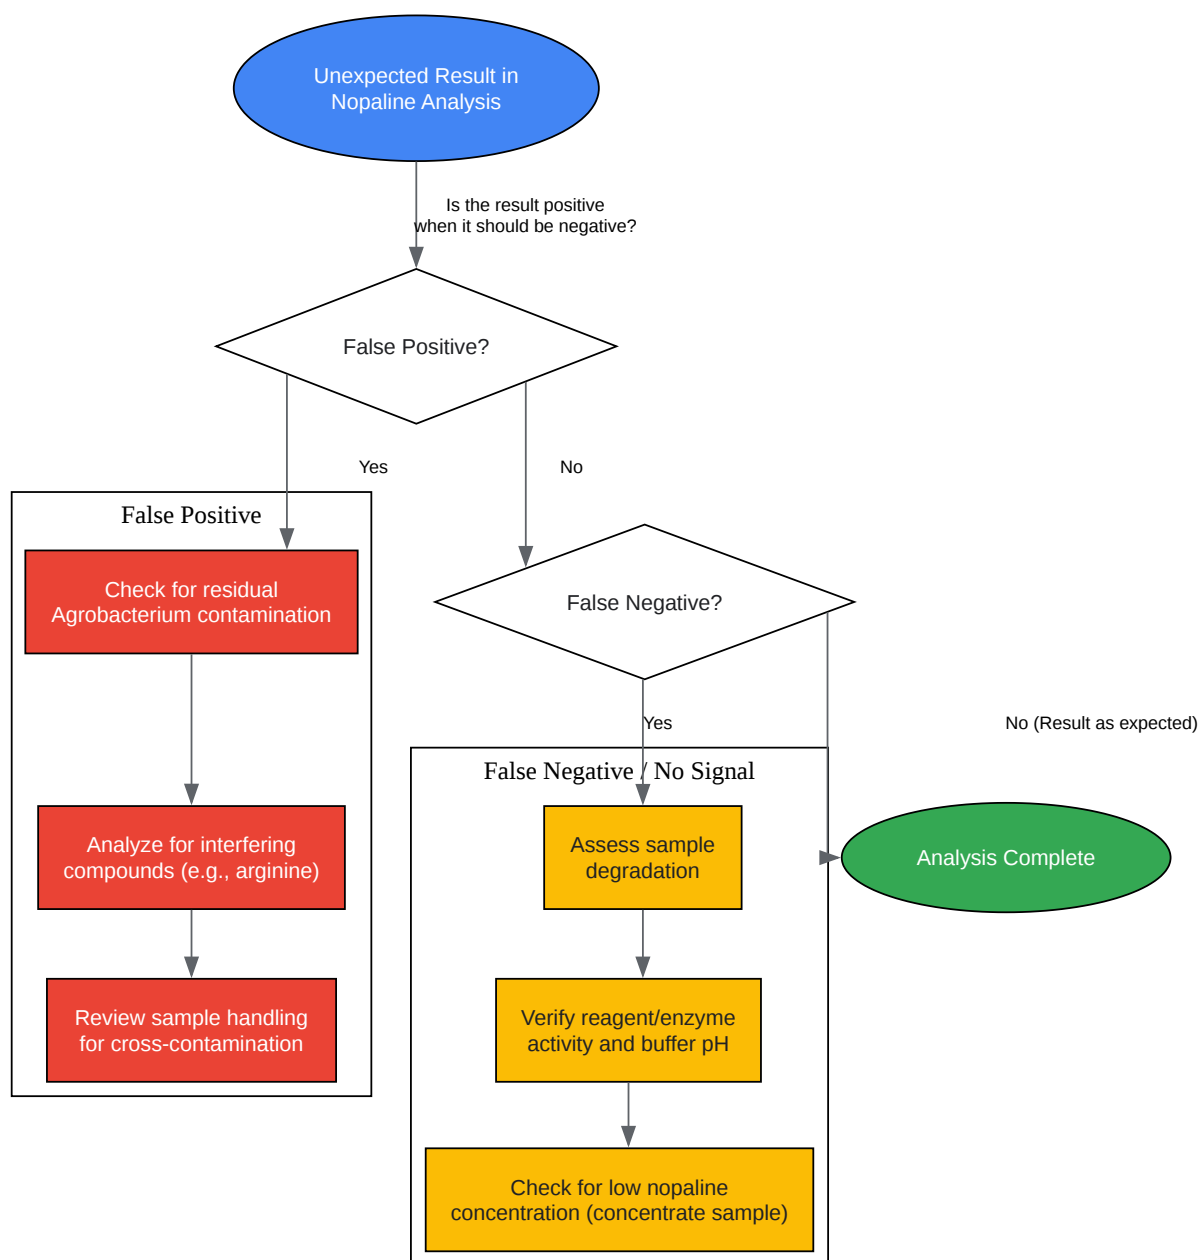 Unexpected Result in
Nopaline Analysis
Is the result positive
when it should be negative?
False Positive?
Yes
No
False Positive
Check for residual
Agrobacterium contamination
False Negative?
Yes
No (Result as expected)
False Negative / No Signal
Analyze for interfering
compounds (e.g., arginine)
Assess sample
degradation
Analysis Complete
Review sample handling
for cross-contamination
Verify reagent/enzyme
activity and buffer pH
Check for low nopaline
concentration (concentrate sample)